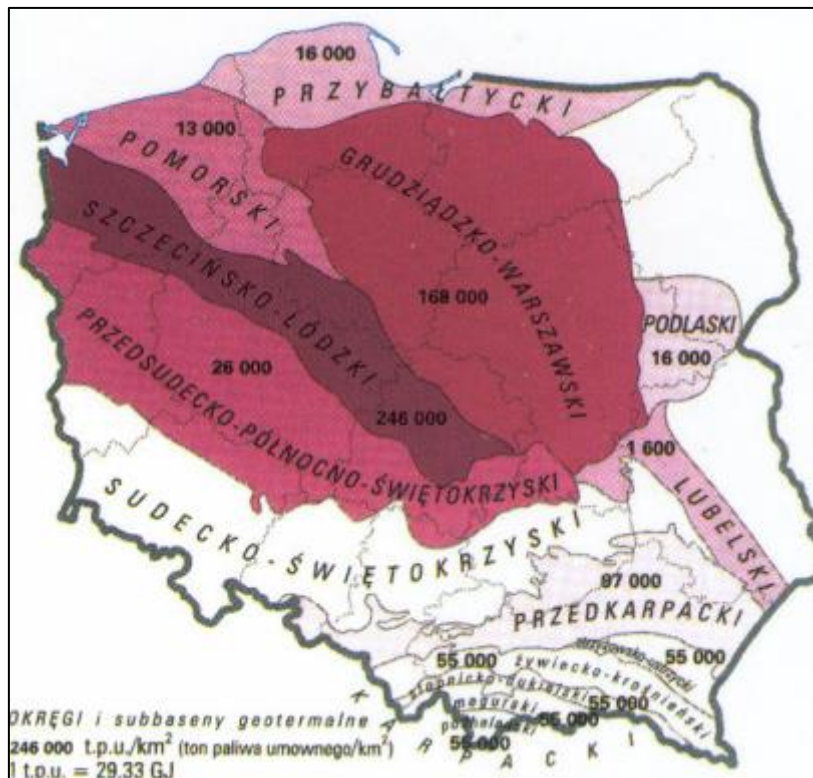 16 000
PRZYBAŁTYCKI
13 000
POMORSKI
GRUDZIĄDZKO-WARSZAWSKI
SZCZECIŃSKO-ŁÓDZKI
168 000
PODLASKI
16 000
PRZEDSUDECKO-PÓŁNOCNO-ŚWIĘTOKRZYSKI
26 000
246 000
1 600
LUBELSKI
SUDECKO-ŚWIĘTOKRZYSKI
97 000
PRZEDKARPACKI
55 000
żywiecko-krośnieński
55 000
magurski
55 000
55 000
KARPACKI
OKRĘGI i subbaseny geotermalne
246 000 t.p.u./km² (ton paliwa umownego/km²)
1 t.p.u. = 29.33 GJ